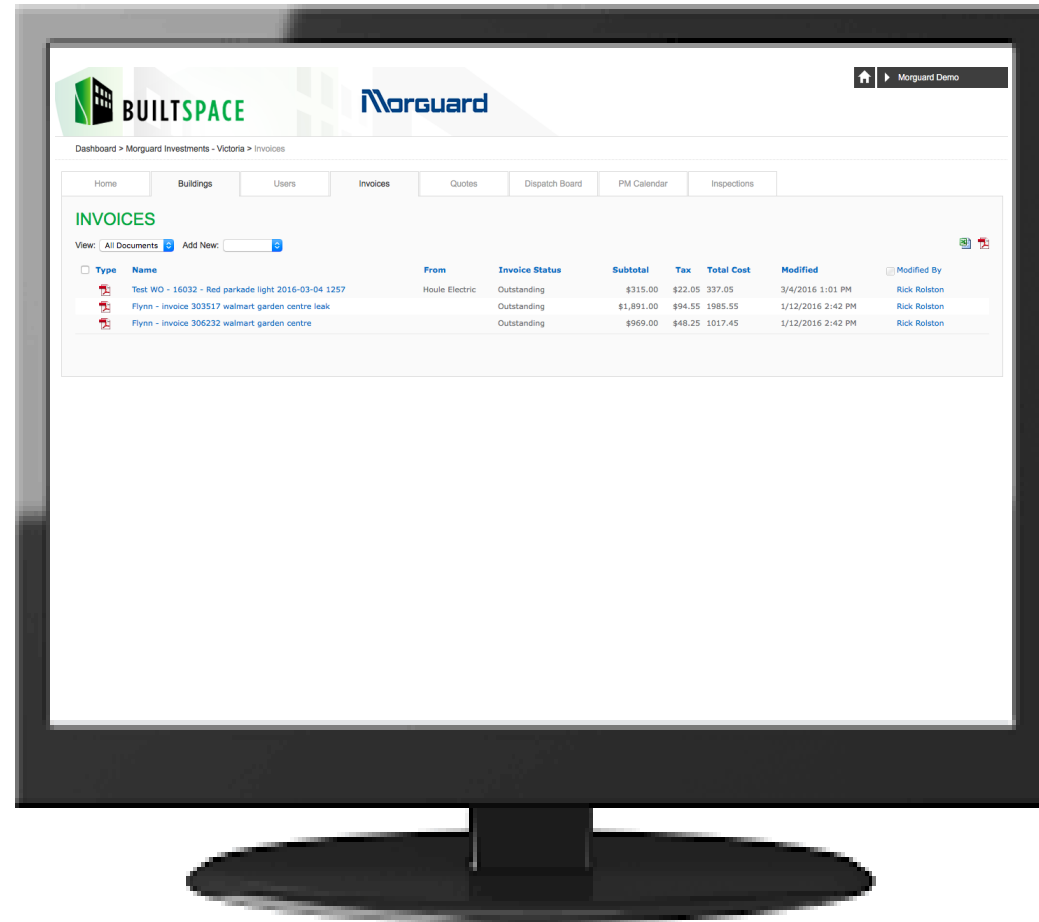 Morguard Demo
BUILTSPACE
Morguard
Dashboard > Morguard Investments - Victoria > Invoices
Home Buildings Users Invoices Quotes Dispatch Board PM Calendar Inspections
INVOICES
View: All Documents Add New:
Type Name From Invoice Status Subtotal Tax Total Cost Modified Modified By
Test WO - 16032 - Red parkade light 2016-03-04 1257 Houle Electric Outstanding $315.00 $22.05 337.05 3/4/2016 1:01 PM Rick Rolston
Flynn - invoice 303517 walmart garden centre leak Outstanding $1,891.00 $94.55 1985.55 1/12/2016 2:42 PM Rick Rolston
Flynn - invoice 306232 walmart garden centre Outstanding $969.00 $48.25 1017.45 1/12/2016 2:42 PM Rick Rolston